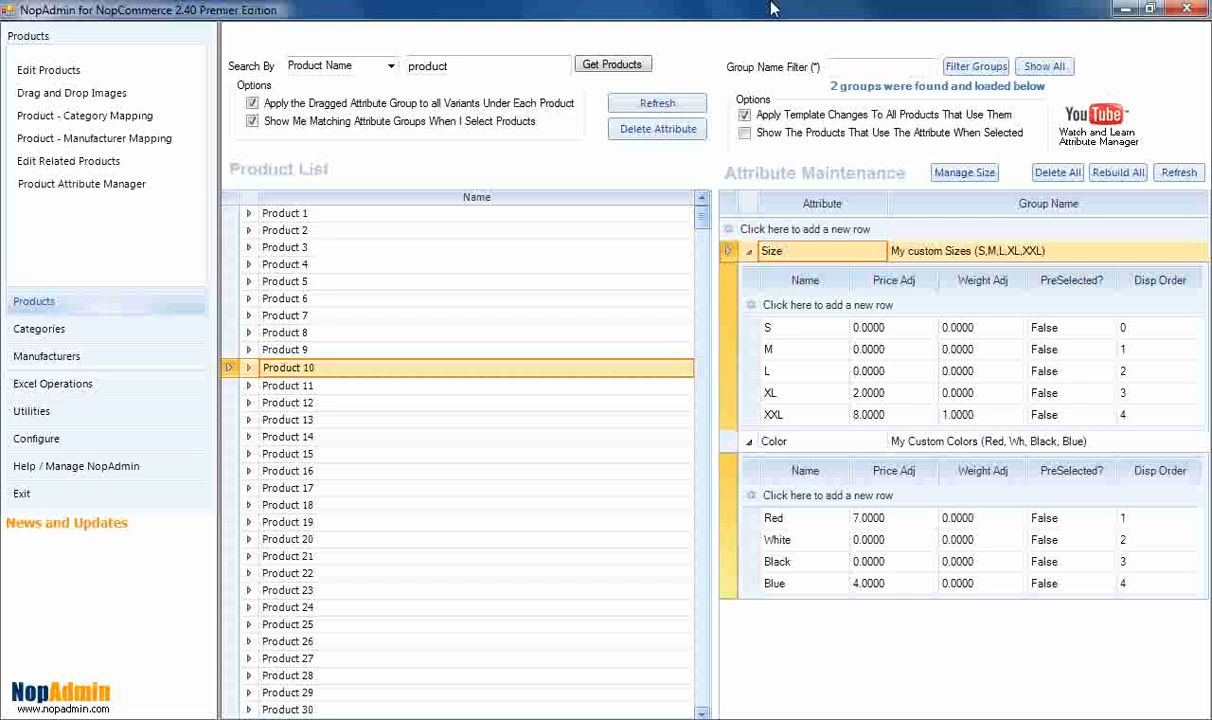 NopAdmin for NopCommerce 2.40 Premier Edition
Products
Edit Products
Drag and Drop Images
Product - Category Mapping
Product - Manufacturer Mapping
Edit Related Products
Product Attribute Manager
Products
Categories
Manufacturers
Excel Operations
Utilities
Configure
Help / Manage NopAdmin
Exit
News and Updates
NopAdmin
www.nopadmin.com
Search By Product Name product Get Products
Options
Apply the Dragged Attribute Group to all Variants Under Each Product
Show Me Matching Attribute Groups When I Select Products
Refresh
Delete Attribute
Product List
Name
Product 1
Product 2
Product 3
Product 4
Product 5
Product 6
Product 7
Product 8
Product 9
Product 10
Product 11
Product 12
Product 13
Product 14
Product 15
Product 16
Product 17
Product 18
Product 19
Product 20
Product 21
Product 22
Product 23
Product 24
Product 25
Product 26
Product 27
Product 28
Product 29
Product 30
Group Name Filter (*) Filter Groups Show All
2 groups were found and loaded below
Options
Apply Template Changes To All Products That Use Them
Show The Products That Use The Attribute When Selected
YouTube
Watch and Learn
Attribute Manager
Attribute Maintenance Manage Size Delete All Rebuild All Refresh
Attribute Group Name
Click here to add a new row
Size My custom Sizes (S,M,L,XL,XXL)
Name Price Adj Weight Adj PreSelected? Disp Order
Click here to add a new row
S 0.0000 0.0000 False 0
M 0.0000 0.0000 False 1
L 0.0000 0.0000 False 2
XL 2.0000 0.0000 False 3
XXL 8.0000 1.0000 False 4
Color My Custom Colors (Red, Wh, Black, Blue)
Name Price Adj Weight Adj PreSelected? Disp Order
Click here to add a new row
Red 7.0000 0.0000 False 1
White 0.0000 0.0000 False 2
Black 0.0000 0.0000 False 3
Blue 4.0000 0.0000 False 4